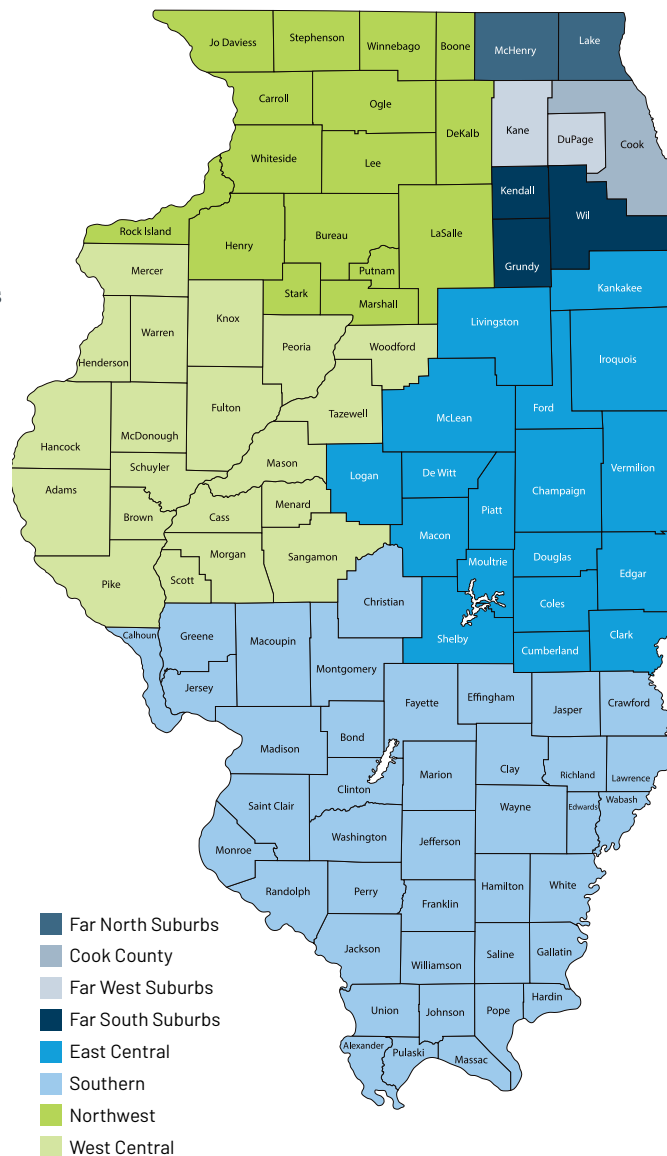 Jo Daviess
Stephenson
Winnebago
Boone
McHenry
Lake
Carroll
Ogle
DeKalb
Kane
DuPage
Cook
Whiteside
Lee
Kendall
Wil
Rock Island
Henry
Bureau
LaSalle
Grundy
Mercer
Putnam
Stark
Marshall
Kankakee
s
Knox
Warren
Henderson
Peoria
Woodford
Livingston
Iroquois
Fulton
Tazewell
McLean
Ford
Hancock
McDonough
Schuyler
Mason
Logan
De Witt
Champaign
Vermilion
Adams
Brown
Cass
Menard
Piatt
Macon
Pike
Scott
Morgan
Sangamon
Moultrie
Douglas
Edgar
Christian
Coles
Shelby
Cumberland
Clark
Calhoun
Greene
Macoupin
Montgomery
Jersey
Fayette
Effingham
Jasper
Crawford
Madison
Bond
Clinton
Marion
Clay
Richland
Lawrence
Saint Clair
Wayne
Edwards
Wabash
Monroe
Washington
Jefferson
Randolph
Perry
Franklin
Hamilton
White
Jackson
Williamson
Saline
Gallatin
Union
Johnson
Pope
Hardin
Alexander
Pulaski
Massac
Far North Suburbs
Cook County
Far West Suburbs
Far South Suburbs
East Central
Southern
Northwest
West Central